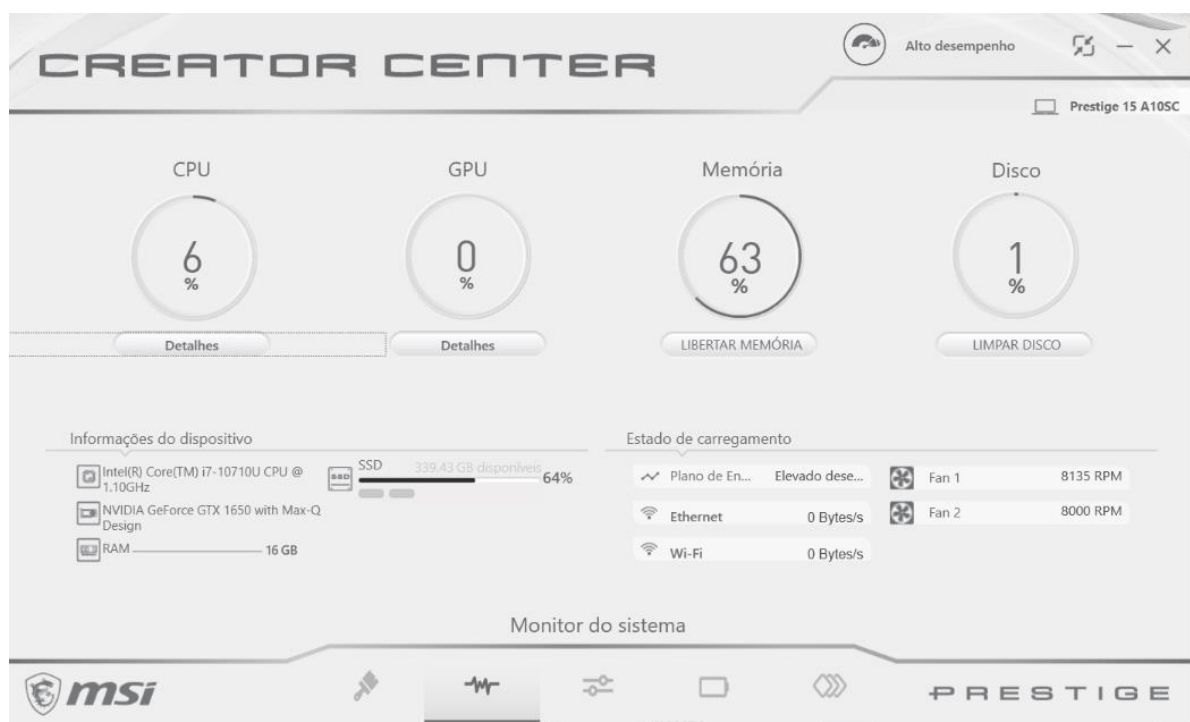 CREATOR CENTER
Alto desempenho
Prestige 15 A10SC
CPU
GPU
Memória
Disco
6
%
0
%
63
%
1
%
Detalhes
Detalhes
LIBERTAR MEMÓRIA
LIMPAR DISCO
Informações do dispositivo
Intel(R) Core(TM) i7-10710U CPU @
1.10GHz
SSD
SSD 339.43 GB disponíveis 64%
NVIDIA GeForce GTX 1650 with Max-Q
Design
RAM 16 GB
Estado de carregamento
Plano de En... Elevado dese...
Ethernet 0 Bytes/s
Wi-Fi 0 Bytes/s
Fan 1 8135 RPM
Fan 2 8000 RPM
Monitor do sistema
msi
PRESTIGE